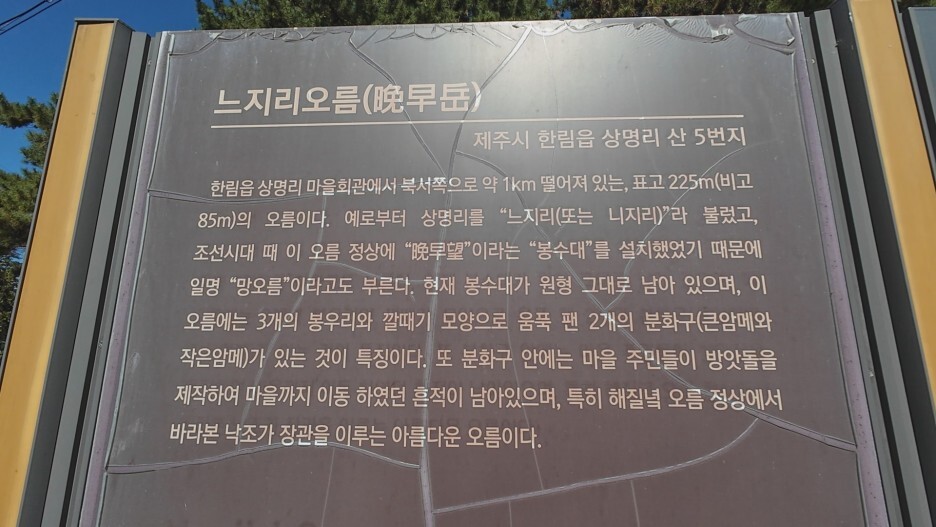 느지리오름(晩早岳)
제주시 한림읍 상명리 산 5번지
한림읍 상명리 마을회관에서 북서쪽으로 약 1km 떨어져 있는, 표고 225m(비고
85m)의 오름이다. 예로부터 상명리를 “느지리(또는 니지리)”라 불렀고,
조선시대 때 이 오름 정상에 “晩早望”이라는 “봉수대”를 설치했었기 때문에
일명 “망오름”이라고도 부른다. 현재 봉수대가 원형 그대로 남아 있으며, 이
오름에는 3개의 봉우리와 깔때기 모양으로 움푹 팬 2개의 분화구(큰암메와
작은암메)가 있는 것이 특징이다. 또 분화구 안에는 마을 주민들이 방앗돌을
제작하여 마을까지 이동 하였던 흔적이 남아있으며, 특히 해질녘 오름 정상에서
바라본 낙조가 장관을 이루는 아름다운 오름이다.